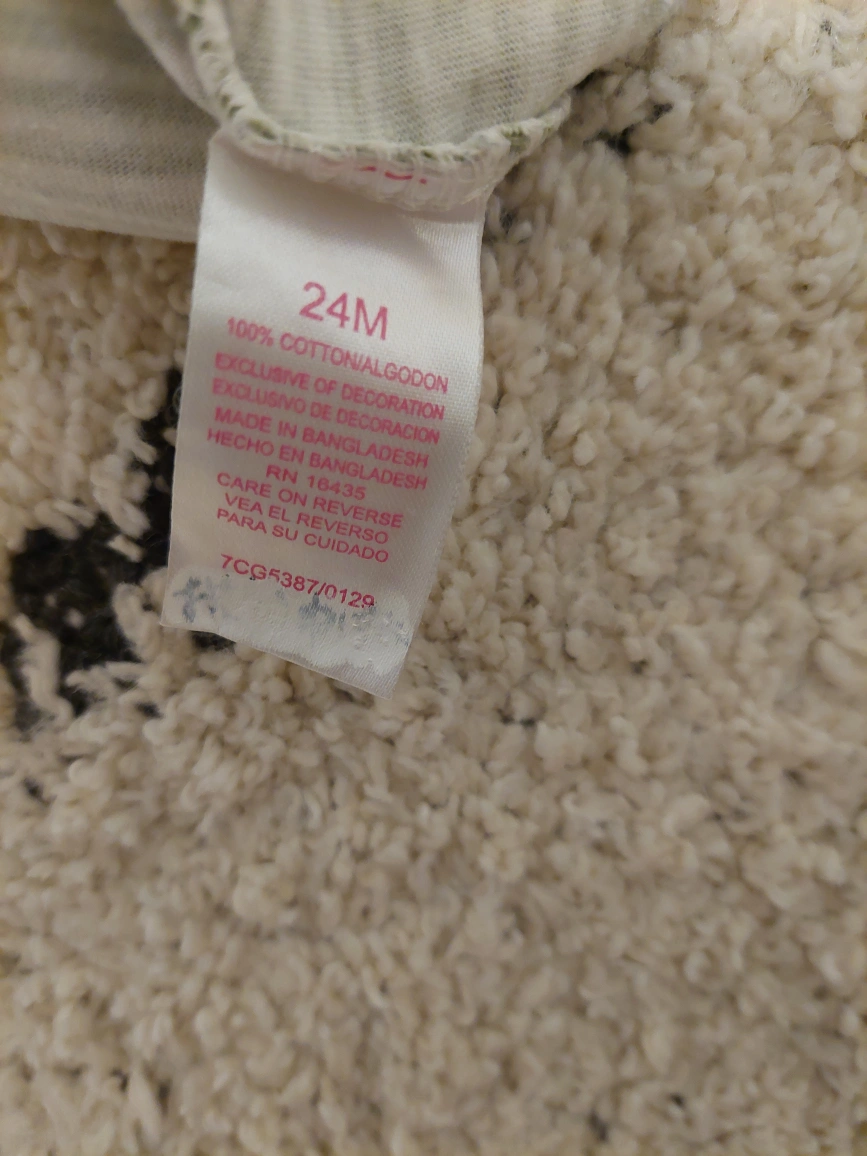 24M
100% COTTON/ALGODON
EXCLUSIVE OF DECORATION
EXCLUSIVO DE DECORACION
MADE IN BANGLADESH
HECHO EN BANGLADESH
RN 16435
CARE ON REVERSE
VEA EL REVERSO
PARA SU CUIDADO
7CG5387/0129